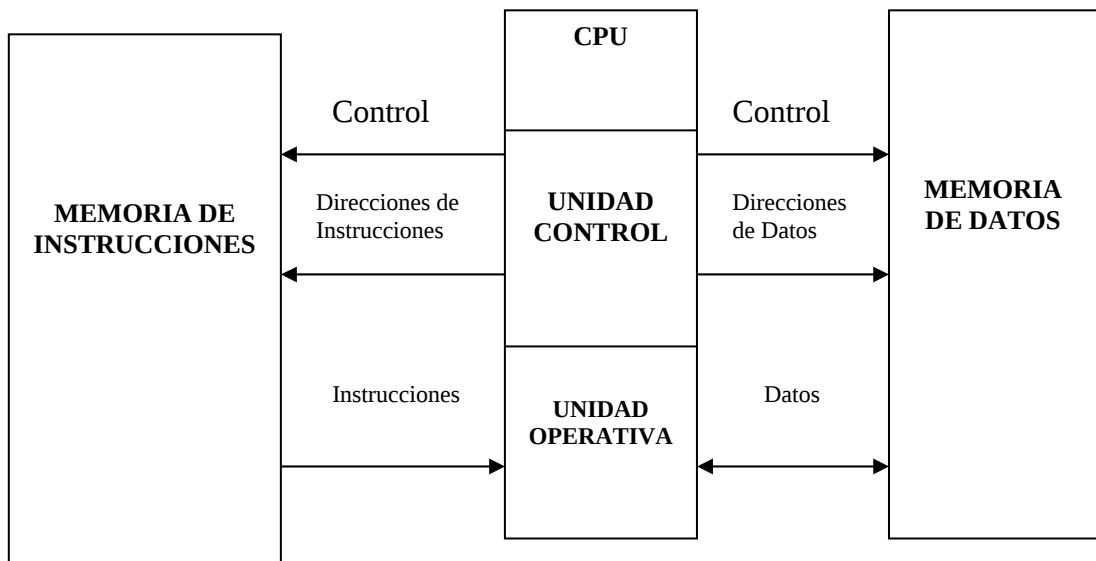 CPU
Control
Control
MEMORIA DE
INSTRUCCIONES
Direcciones de
Instrucciones
UNIDAD
CONTROL
Direcciones
de Datos
MEMORIA
DE DATOS
Instrucciones
UNIDAD
OPERATIVA
Datos